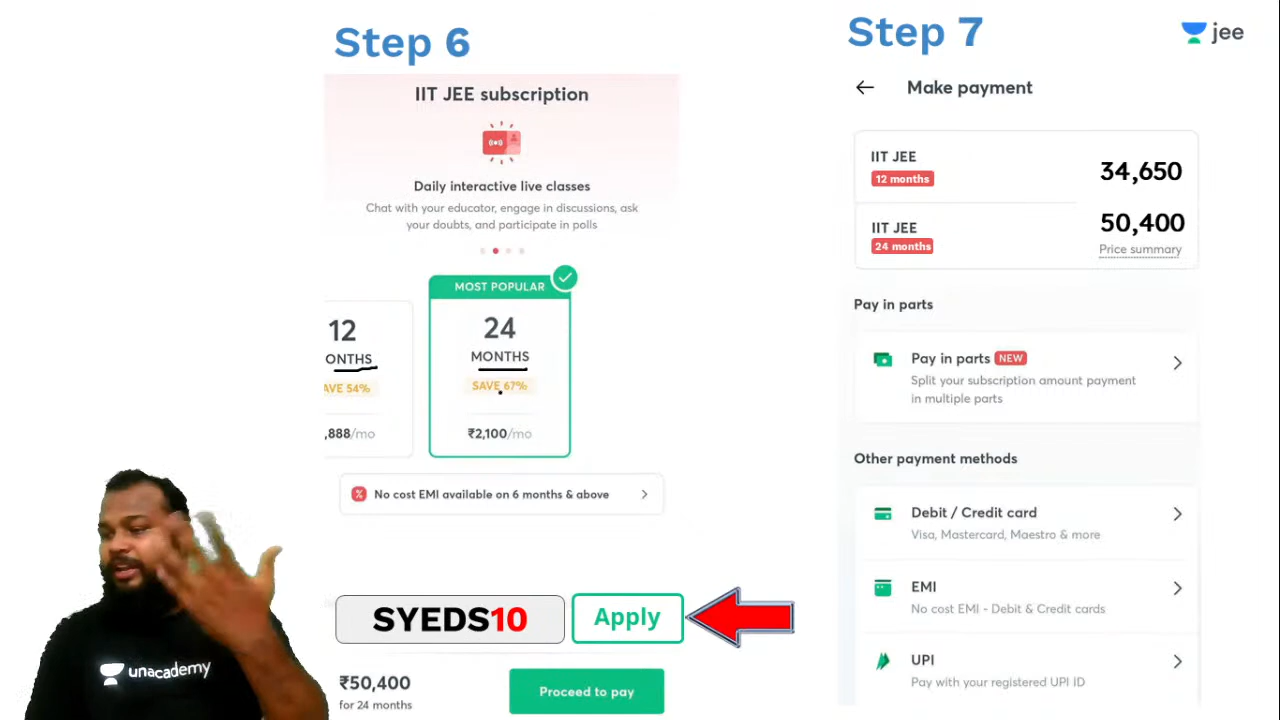 Step 6
IIT JEE subscription
Daily interactive live classes
Chat with your educator, engage in discussions, ask
your doubts, and participate in polls
12
ONTHS
AVE 54%
,888/mo
MOST POPULAR
24
MONTHS
SAVE 67%
₹2,100/mo
No cost EMI available on 6 months & above
SYEDS10
Apply
₹50,400
for 24 months
Proceed to pay
unacademy
Step 7
jee
Make payment
IIT JEE
12 months
34,650
IIT JEE
24 months
50,400
Price summary
Pay in parts
Pay in parts NEW
Split your subscription amount payment
in multiple parts
Other payment methods
Debit / Credit card
Visa, Mastercard, Maestro & more
EMI
No cost EMI - Debit & Credit cards
UPI
Pay with your registered UPI ID